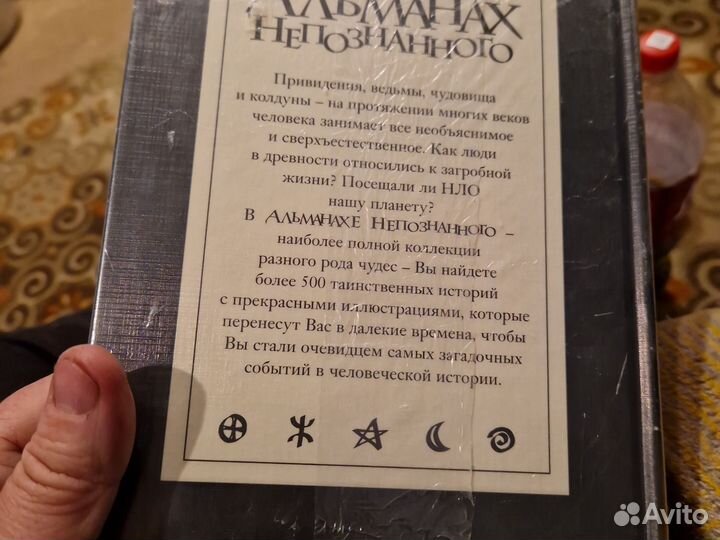 Альманах
Непознанного
Привидения, ведьмы, чудовища
и колдуны – на протяжении многих веков
человека занимает все необъяснимое
и сверхъестественное. Как люди
в древности относились к загробной
жизни? Посещали ли НЛО
нашу планету?
В Альманахе Непознанного –
наиболее полной коллекции
разного рода чудес – Вы найдете
более 500 таинственных историй
с прекрасными иллюстрациями, которые
перенесут Вас в далекие времена, чтобы
Вы стали очевидцем самых загадочных
событий в человеческой истории.
Avito